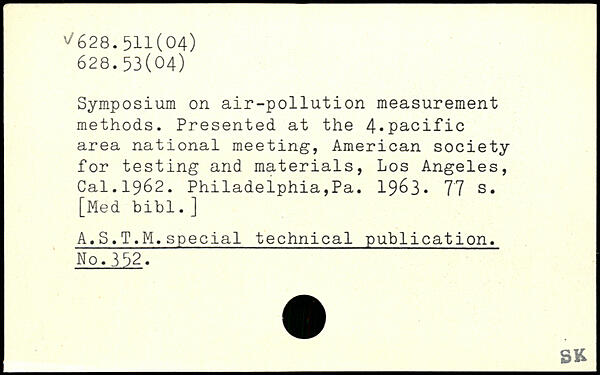 √628.511(04)
628.53(04)
Symposium on air-pollution measurement
methods. Presented at the 4.pacific
area national meeting, American society
for testing and materials, Los Angeles,
Cal.1962. Philadelphia,Pa. 1963. 77 s.
[Med bibl.]
A.S.T.M.special technical publication.
No.352.
SK